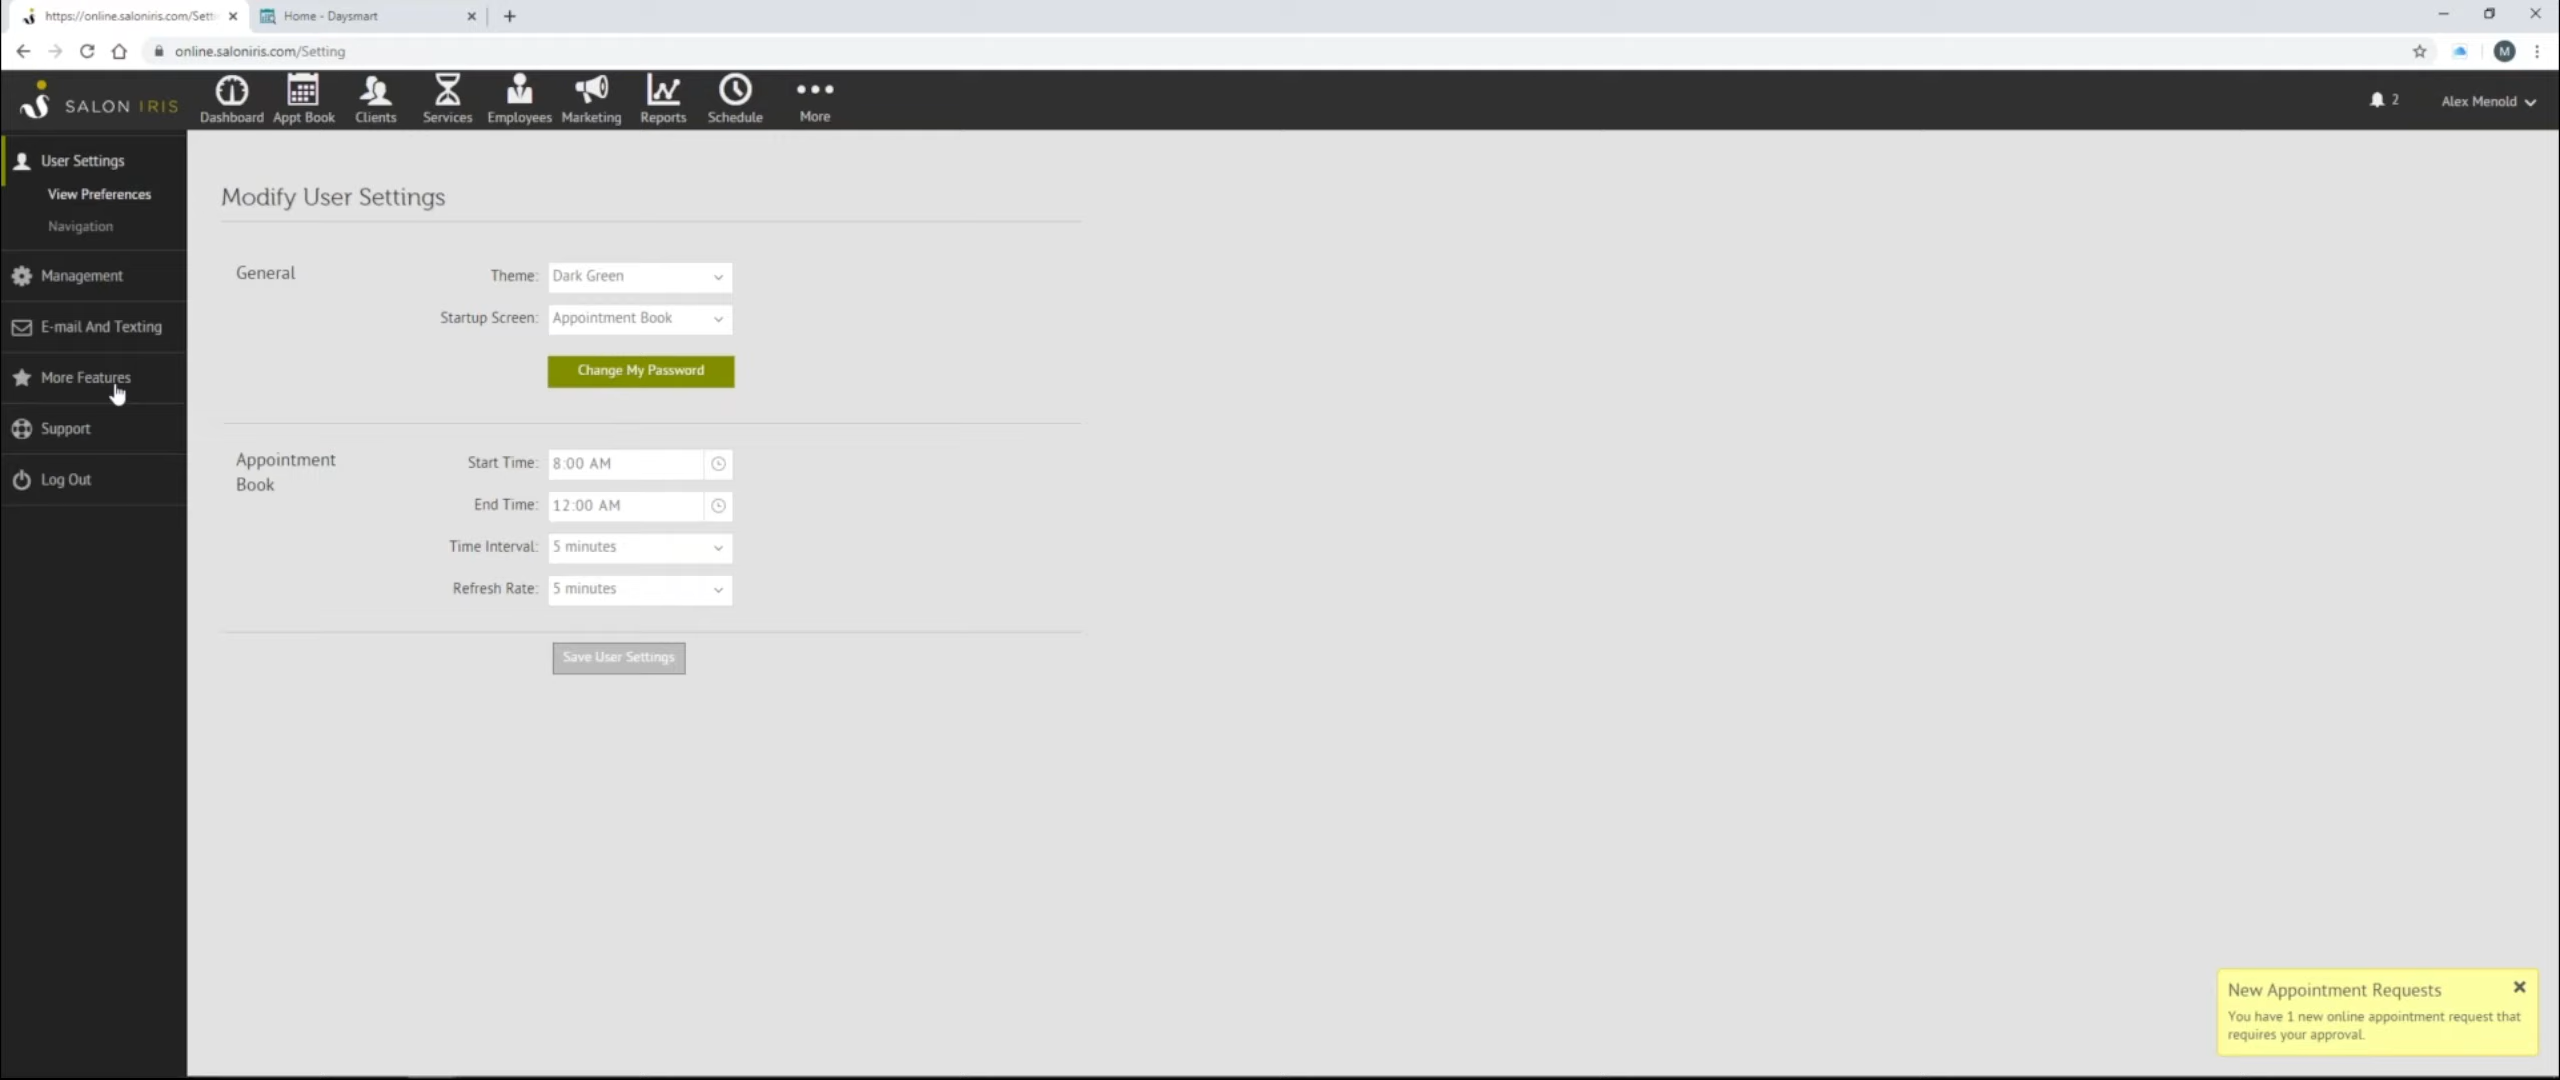 https://online.saloniris.com/Sett
Home - Daysmart
online.saloniris.com/Setting
M
SALON IRIS
Dashboard
Appt Book
Clients
Services
Employees
Marketing
Reports
Schedule
More
2
Alex Menold
User Settings
View Preferences
Navigation
Management
E-mail And Texting
More Features
Support
Log Out
Modify User Settings
General
Theme: Dark Green
Startup Screen: Appointment Book
Change My Password
Appointment
Book
Start Time: 8:00 AM
End Time: 12:00 AM
Time Interval: 5 minutes
Refresh Rate: 5 minutes
Save User Settings
New Appointment Requests
You have 1 new online appointment request that
requires your approval.